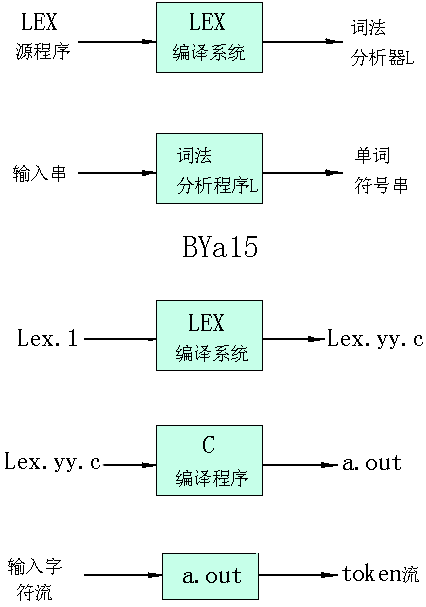 LEX
源程序
LEX
编译系统
词法
分析器L
输入串
词法
分析程序L
单词
符号串
BYa15
Lex.1
LEX
编译系统
Lex.yy.c
Lex.yy.c
C
编译程序
a.out
输入字
符流
a.out
token流